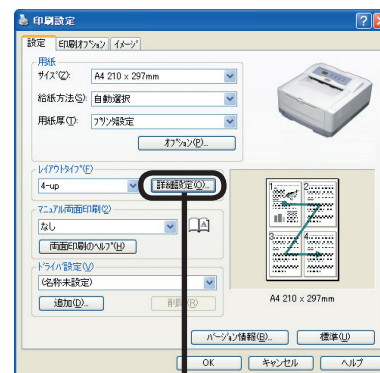 印刷設定
設定 印刷ｵﾌﾟｼｮﾝ ｲﾒｰｼﾞ
用紙
ｻｲｽﾞ(Z): A4 210 x 297mm
給紙方法(S): 自動選択
用紙厚(T): ﾌﾟﾘﾝﾀ設定
ｵﾌﾟｼｮﾝ(P)...
ﾚｲｱｳﾄﾀｲﾌﾟ(E)
4-up 詳細設定(O)...
ﾏﾆｭｱﾙ両面印刷(2)
なし
両面印刷のﾍﾙﾌﾟ(H)
ﾄﾞﾗｲﾊﾞ設定(V)
(名称未設定)
追加(D)... 削除(R)
1 2
3 4
A4 210 x 297mm
ﾊﾞｰｼﾞｮﾝ情報(B)... 標準(U)
OK ｷｬﾝｾﾙ ﾍﾙﾌﾟ